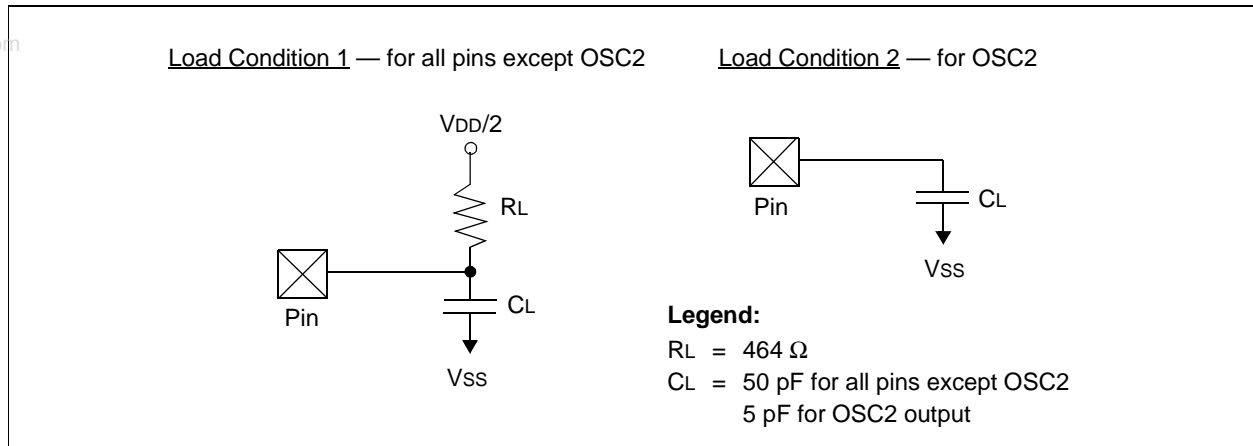 om
Load Condition 1 — for all pins except OSC2
Load Condition 2 — for OSC2
VDD/2
RL
Pin
CL
VSS
Pin
CL
VSS
Legend:
RL = 464 Ω
CL = 50 pF for all pins except OSC2
5 pF for OSC2 output